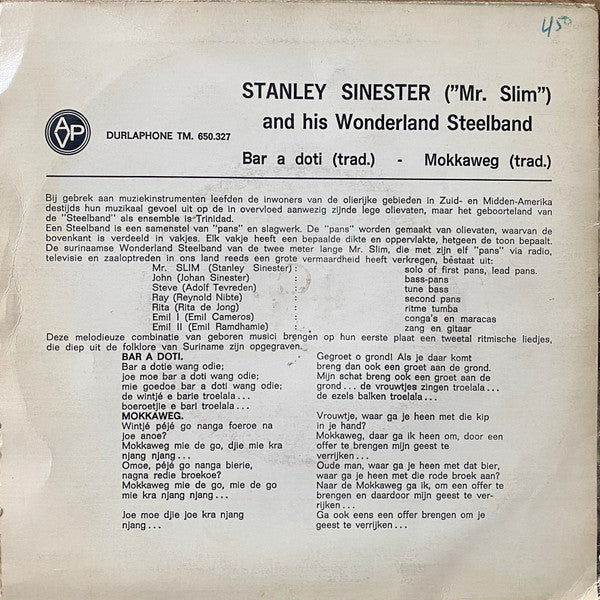 450
STANLEY SINESTER ("Mr. Slim")
and his Wonderland Steelband
APV
DURLAPHONE TM. 650.327
Bar a doti (trad.) - Mokkaweg (trad.)
Bij gebrek aan muziekinstrumenten leefden de inwoners van de olierijke gebieden in Zuid- en Midden-Amerika
destijds hun muzikaal gevoel uit op de in overvloed aanwezig zijnde lege olievaten, maar het geboorteland van
de "Steelband" als ensemble is Trinidad.
Een Steelband is een samenstel van "pans" en slagwerk. De "pans" worden gemaakt van olievaten, waarvan de
bovenkant is verdeeld in vakjes. Elk vakje heeft een bepaalde dikte en oppervlakte, hetgeen de toon bepaalt.
De surinaamse Wonderland Steelband van de twee meter lange Mr. Slim, die met zijn elf "pans" via radio,
televisie en zaaloptreden in ons land reeds een grote vermaardheid heeft verkregen, bestaat uit:
Mr. SLIM (Stanley Sinester) : solo of first pans, lead pans.
John (Johan Sinester) : bass-pans
Steve (Adolf Tevreden) : tune bass
Ray (Reynold Nibte) : second pans
Rita (Rita de Jong) : ritme tumba
Emil I (Emil Cameros) : conga's en maracas
Emil II (Emil Ramdhamie) : zang en gitaar
Deze melodieuze combinatie van geboren musici brengen op hun eerste plaat een tweetal ritmische liedjes,
die diep uit de folklore van Suriname zijn opgegraven.
BAR A DOTI.
Bar a dotie wang odie;
joe moe bar a doti wang odie;
mie goedoe bar a doti wang odie;
de wintjé e barie troelala...
boeroetjie e bari troelala...
Gegroet o grond! Als je daar komt
breng dan ook een groet aan de grond.
Mijn schat breng ook een groet aan de
grond... de vrouwtjes zingen troelala...
de ezels balken troelala...
MOKKAWEG.
Wintjé péjé go nanga foeroe na
joe anoe?
Mokkaweg mie de go, djie mie kra
njang njang...
Omoe, péjé go nanga bierie,
nagna redie broekoe?
Mokkaweg mie de go, mie de go
mie kra njang njang...
Joe moe djie joe kra njang
njang...
Vrouwtje, waar ga je heen met die kip
in je hand?
Mokkaweg, daar ga ik heen om, door een
offer te brengen mijn geest te
verrijken...
Oude man, waar ga je heen met dat bier,
waar ga je heen met die rode broek aan?
Naar de Mokkaweg ga ik, om een offer te
brengen en daardoor mijn geest te ver-
rijken...
Ga ook eens een offer brengen om je
geest te verrijken...